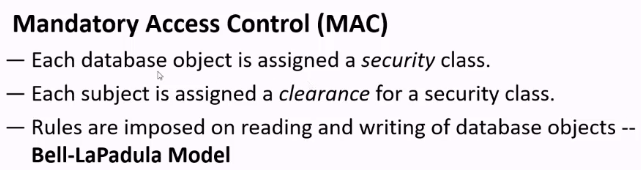 Mandatory Access Control (MAC)
— Each database object is assigned a security class.
— Each subject is assigned a clearance for a security class.
— Rules are imposed on reading and writing of database objects --
Bell-LaPadula Model